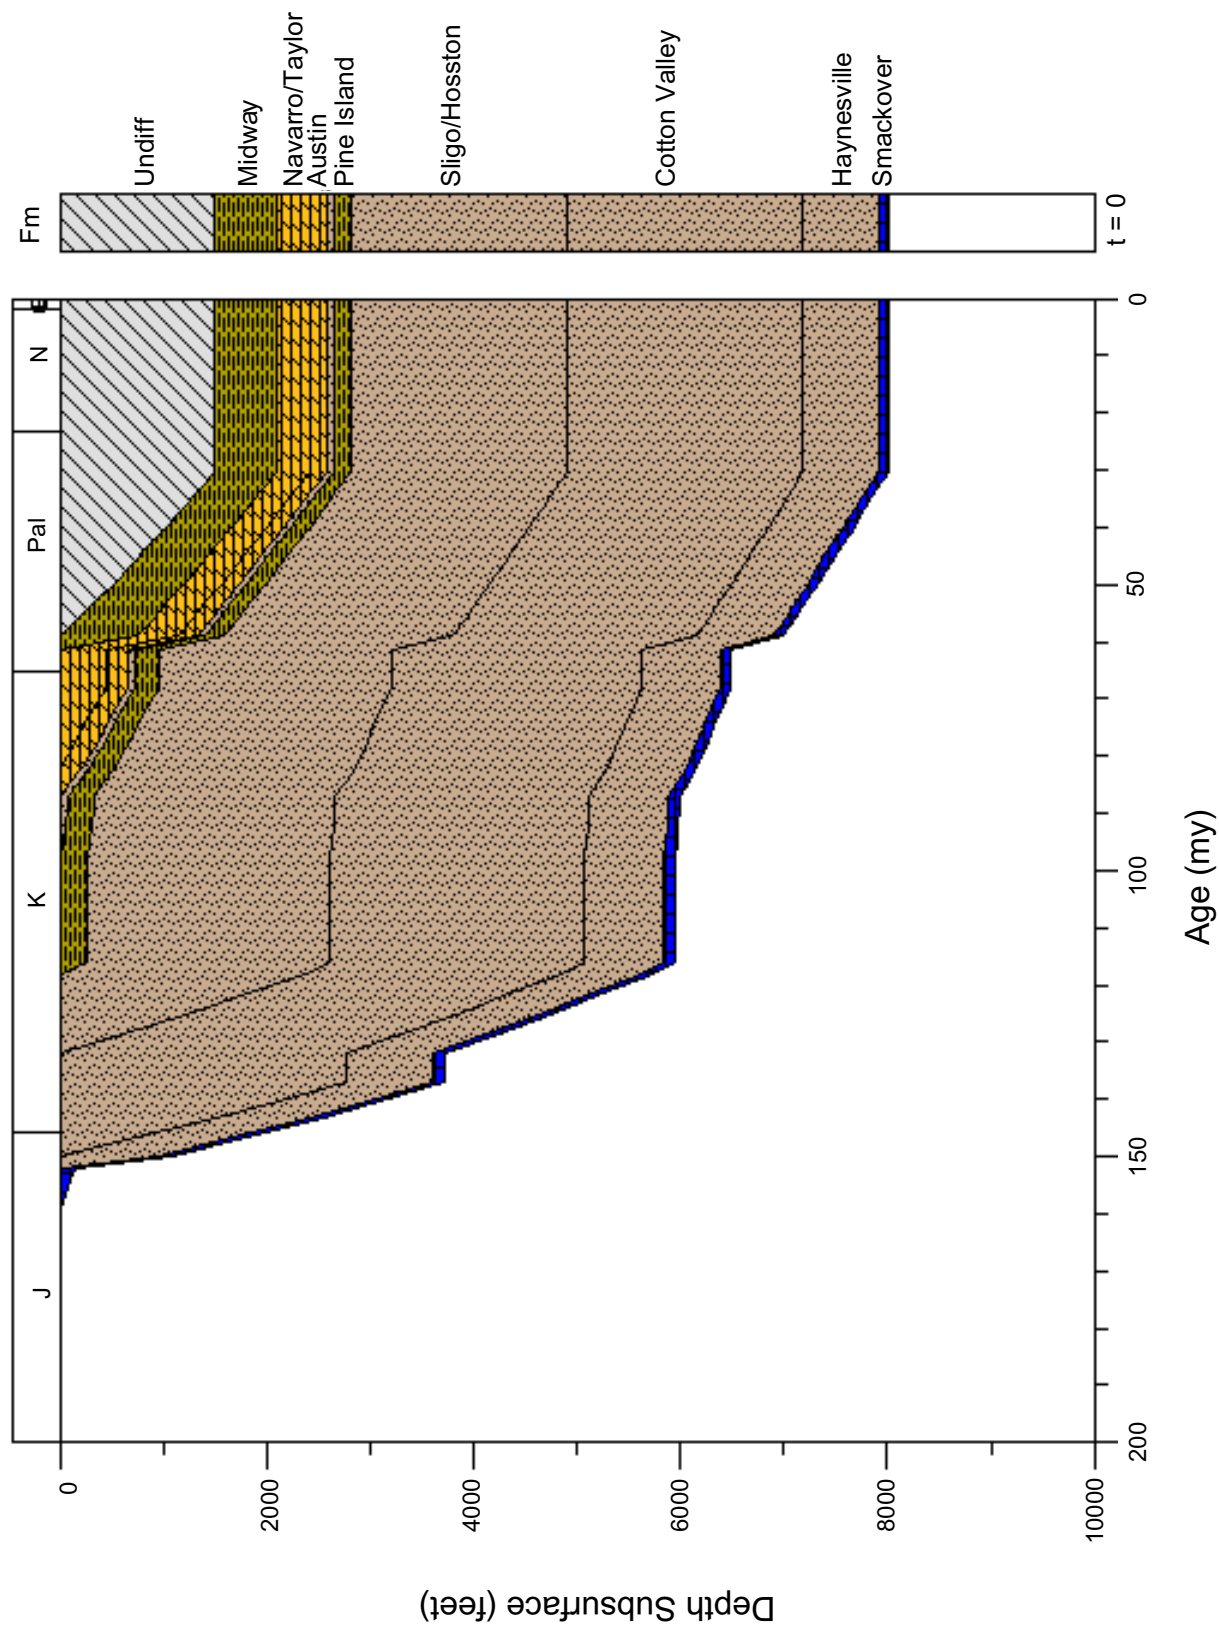 J
K
Pal
N
Fm
Undiff
Midway
Navarro/Taylor
Austin
Pine Island
Sligo/Hosston
Cotton Valley
Haynesville
Smackover
0
2000
4000
6000
8000
10000
Depth Subsurface (feet)
200
150
100
50
0
t = 0
Age (my)